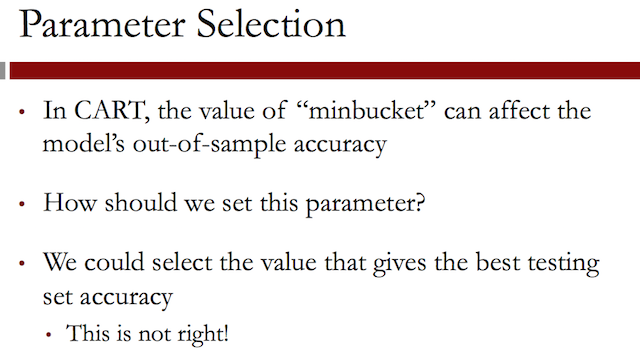 Parameter Selection
• In CART, the value of “minbucket” can affect the
model’s out-of-sample accuracy
• How should we set this parameter?
• We could select the value that gives the best testing
set accuracy
• This is not right!